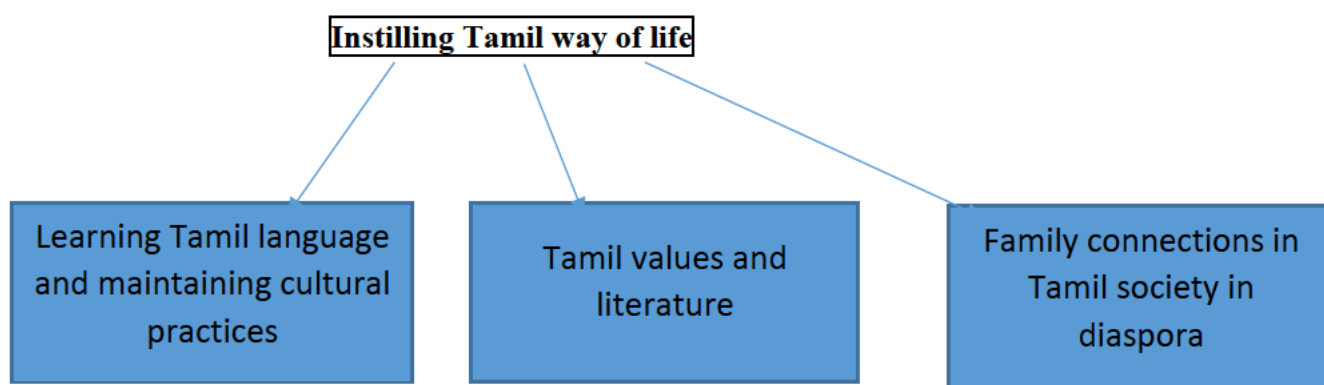 Instilling Tamil way of life
Learning Tamil language
and maintaining cultural
practices
Tamil values and
literature
Family connections in
Tamil society in
diaspora